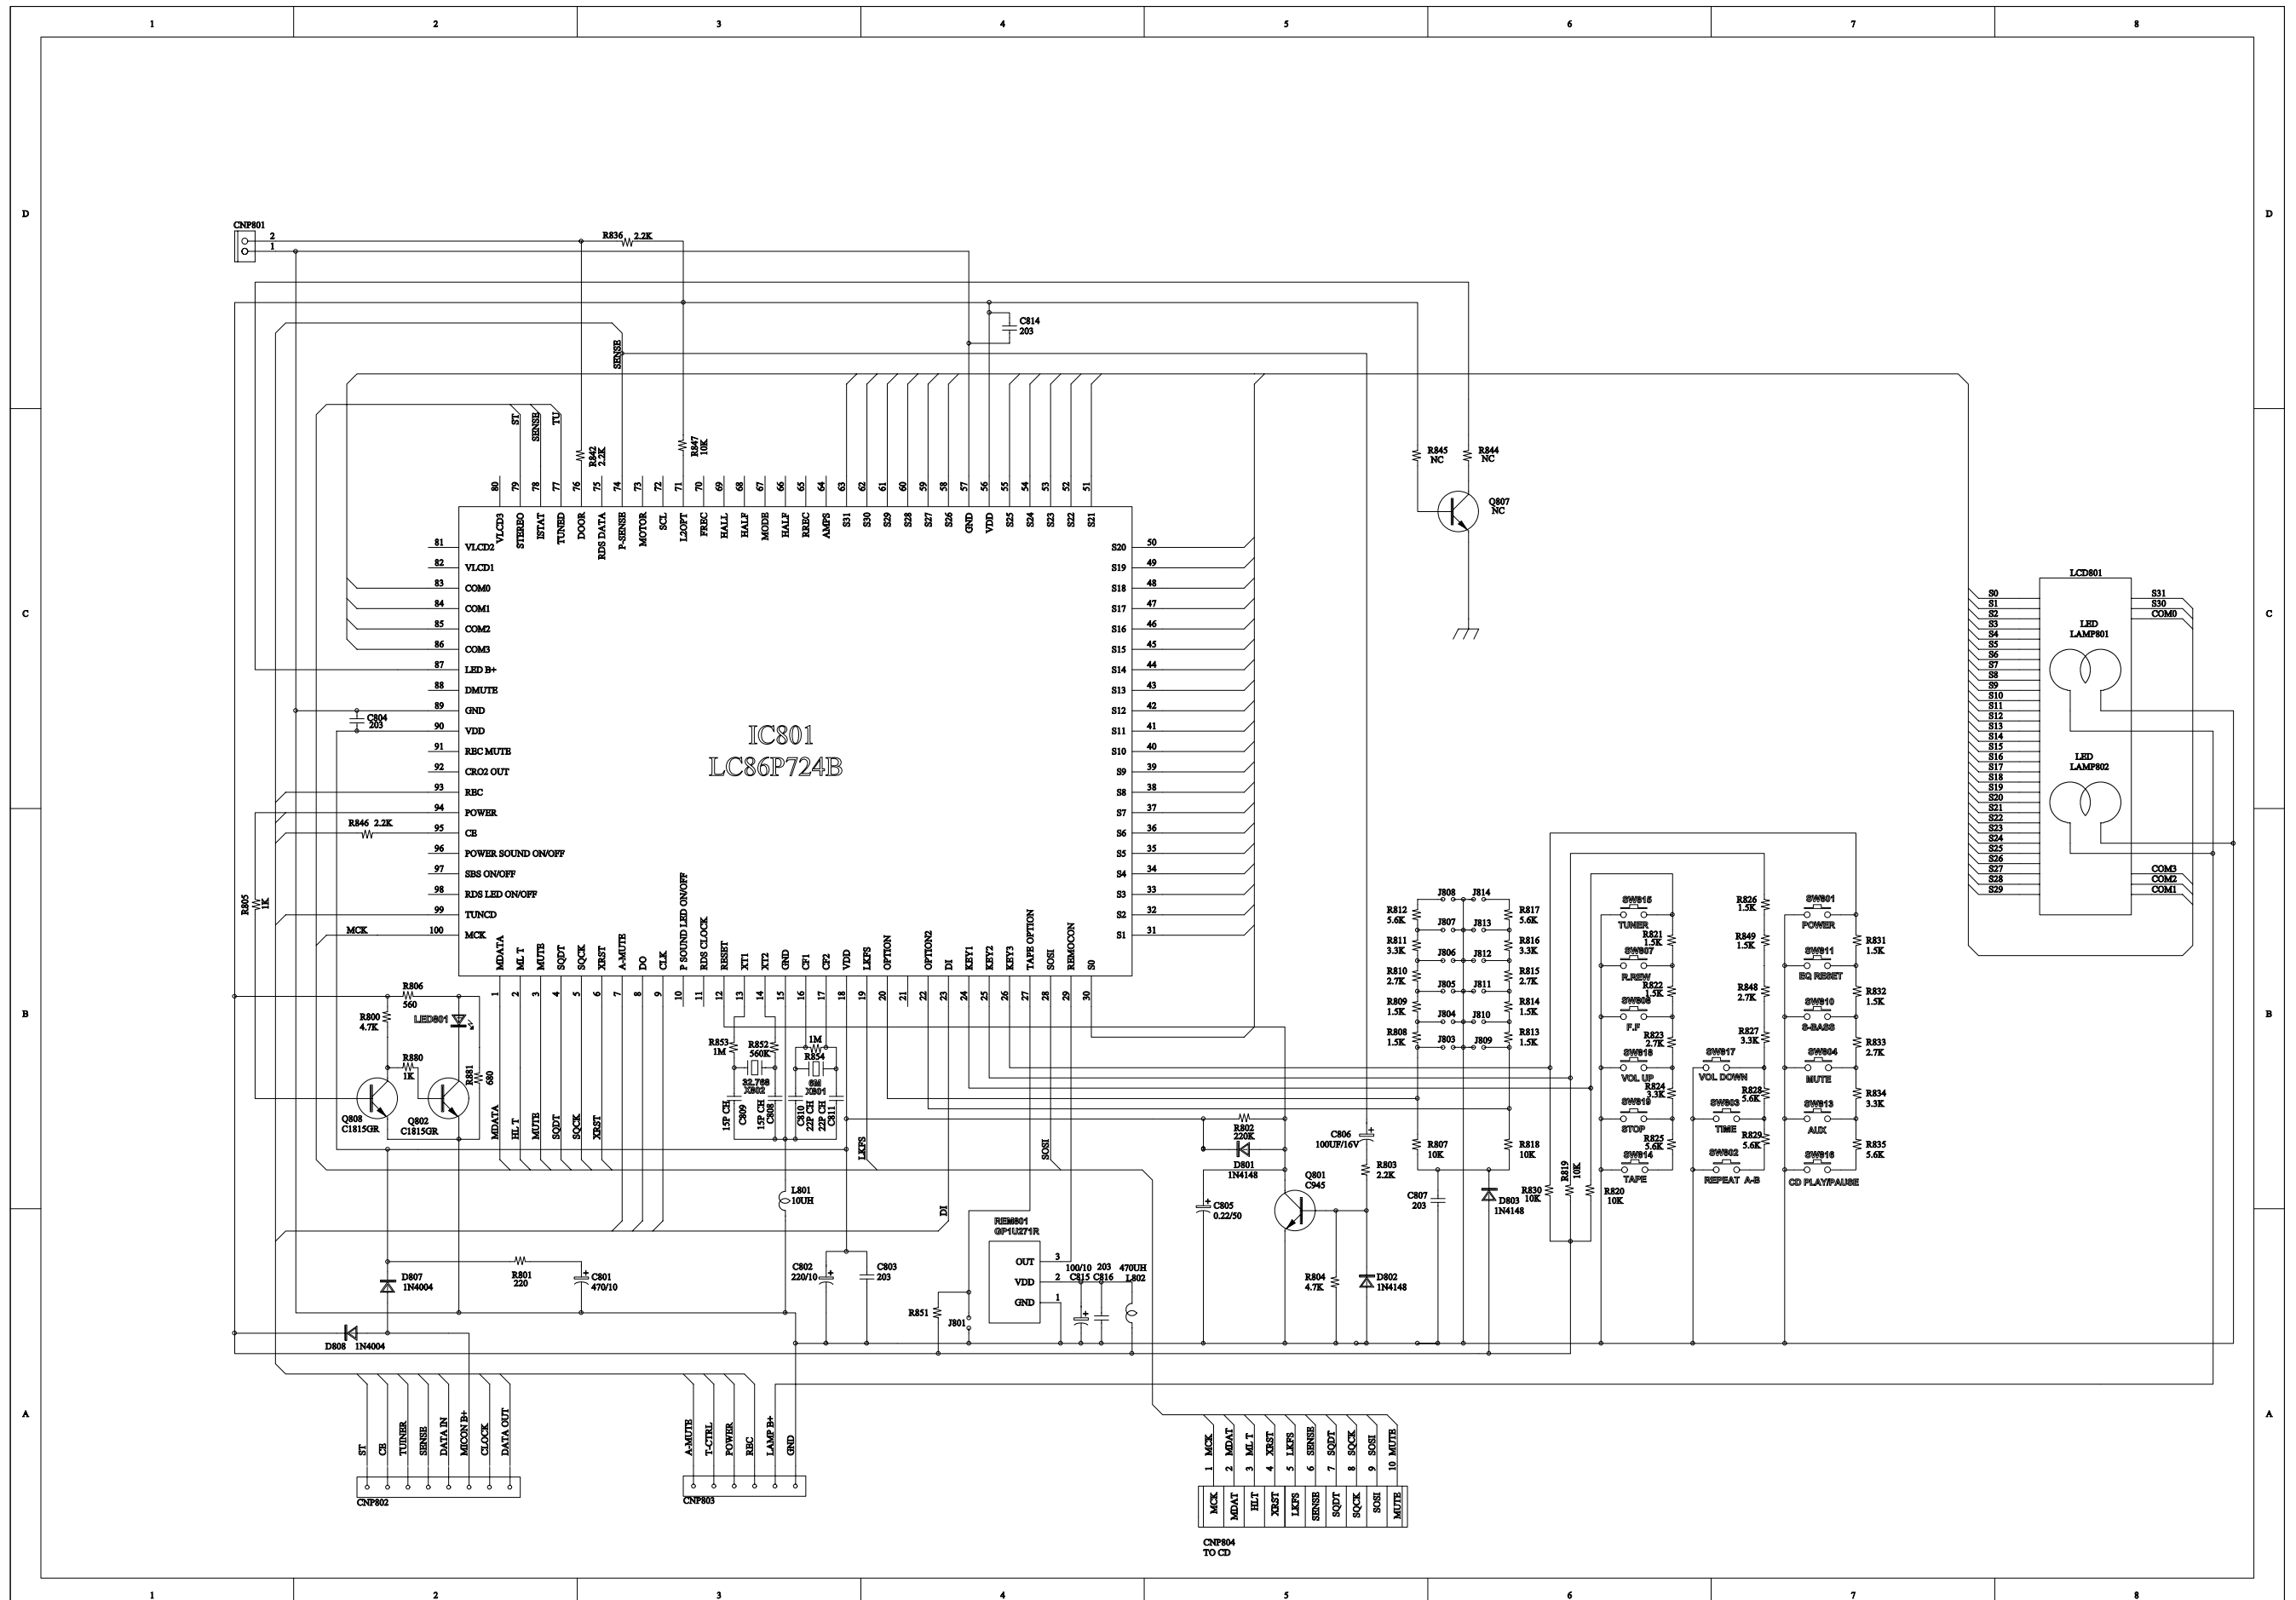 1 2 3 4 5 6 7 8
D
D
CNP801
2
1
R836 2.2K
C814
203
SENSE
ST
SENSE
TU
R842
2.2K
R847
10K
R845
NC
R844
NC
Q807
NC
80 79 78 77 76 75 74 73 72 71 70 69 68 67 66 65 64 63 62 61 60 59 58 57 56 55 54 53 52 51
VLCD3 STEREO ISTAT TUNED DOOR RDS DATA P-SENSE MOTOR SCL L2OPT FREC HALL HALF MODE HALF RREC AMPS S31 S30 S29 S28 S27 S26 GND VDD S25 S24 S23 S22 S21
81 VLCD2
82 VLCD1
83 COM0
84 COM1
85 COM2
86 COM3
87 LED B+
88 DMUTE
89 GND
90 VDD
91 REC MUTE
92 CRO2 OUT
93 REC
94 POWER
95 CE
96 POWER SOUND ON/OFF
97 SBS ON/OFF
98 RDS LED ON/OFF
99 TUNCD
MCK 100 MCK
C804
203
R846 2.2K
R805
1K
IC801
LC86P724B
S20 50
S19 49
S18 48
S17 47
S16 46
S15 45
S14 44
S13 43
S12 42
S11 41
S10 40
S9 39
S8 38
S7 37
S6 36
S5 35
S4 34
S3 33
S2 32
S1 31
MDATA ML T MUTE SQDT SQCK XRST A-MUTE DO CLK P SOUND LED ON/OFF RDS CLOCK RESET XT1 XT2 GND CF1 CF2 VDD LKFS OPTION OPTION2 DI KEY1 KEY2 KEY3 TAPE OPTION SOSI REMOCON S0
1 2 3 4 5 6 7 8 9 10 11 12 13 14 15 16 17 18 19 20 21 22 23 24 25 26 27 28 29 30
C
C
LCD801
S0
S1
S2
S3
S4
S5
S6
S7
S8
S9
S10
S11
S12
S13
S14
S15
S16
S17
S18
S19
S20
S21
S22
S23
S24
S25
S26
S27
S28
S29
LED
LAMP801
LED
LAMP802
S31
S30
COM0
COM3
COM2
COM1
R806
560
R800
4.7K
LED801
R880
1K
R881
680
Q808
C1815GR
Q802
C1815GR
MDATA HL T MUTE SQDT SQCK XRST
R853
1M
R852
560K
1M
R854
32.768
X802
6M
X801
15P CH
C809
15P CH
C808
C810
22P CH
22P CH
C811
LKFS
SOSI
DI
J808 J814
R812
5.6K
R817
5.6K
J807 J813
R811
3.3K
R816
3.3K
J806 J812
R810
2.7K
R815
2.7K
J805 J811
R809
1.5K
R814
1.5K
J804 J810
R808
1.5K
R813
1.5K
J803 J809
R807
10K
R818
10K
SW815
TUNER
R821
1.5K
SW807
R.REW
R822
1.5K
SW808
F.F
R823
2.7K
SW818
VOL UP
R824
3.3K
SW819
STOP
R825
5.6K
SW814
TAPE
R826
1.5K
R849
1.5K
R848
2.7K
R827
3.3K
SW817
VOL DOWN
R828
5.6K
SW803
TIME
R829
5.6K
SW802
REPEAT A-B
SW801
POWER
R831
1.5K
SW811
EQ RESET
R832
1.5K
SW810
S-BASS
R833
2.7K
SW804
MUTE
R834
3.3K
SW813
AUX
R835
5.6K
SW816
CD PLAY/PAUSE
B
B
R802
220K
D801
1N4148
C806
100UF/16V
R803
2.2K
Q801
C945
C805
0.22/50
C807
203
D803
1N4148
R830
10K
R819
10K
R820
10K
L801
10UH
REM801
GP1U271R
OUT 3
VDD 2
GND 1
100/10
C815
203
C816
470UH
L802
R804
4.7K
D802
1N4148
D807
1N4004
R801
220
C801
470/10
C802
220/10
C803
203
R851
J801
D808 1N4004
A
A
ST CE TUINER SENSE DATA IN MICON B+ CLOCK DATA OUT
CNP802
A-MUTE T-CTRL POWER REC LAMP B+ GND
CNP803
1 MCK
2 MDAT
3 ML T
4 XRST
5 LKFS
6 SENSE
7 SQDT
8 SQCK
9 SOSI
10 MUTE
MCK MDAT HLT XRST LKFS SENSE SQDT SQCK SOSI MUTE
CNP804
TO CD
1 2 3 4 5 6 7 8